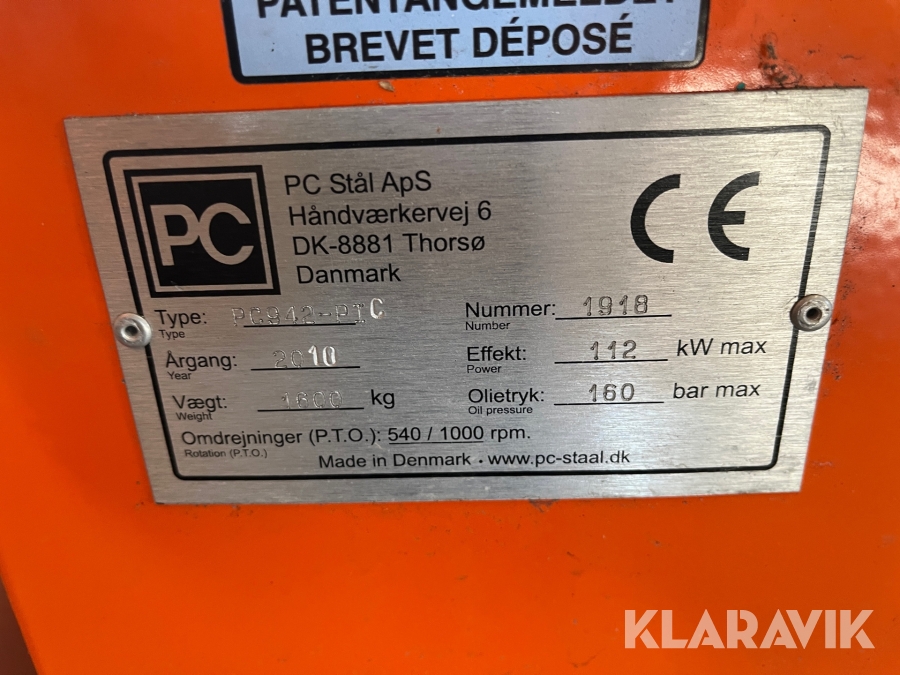 PATENTANGEMELDET
BREVET DÉPOSÉ
PC
PC Stål ApS
Håndværkervej 6
DK-8881 Thorsø
Danmark
CE
Type: PC942-PTC
Type
Nummer: 1918
Number
Årgang: 2010
Year
Effekt: 112 kW max
Power
Vægt: 1600 kg
Weight
Olietryk: 160 bar max
Oil pressure
Omdrejninger (P.T.O.): 540 / 1000 rpm.
Rotation (P.T.O.)
Made in Denmark • www.pc-staal.dk
KLARAVIK